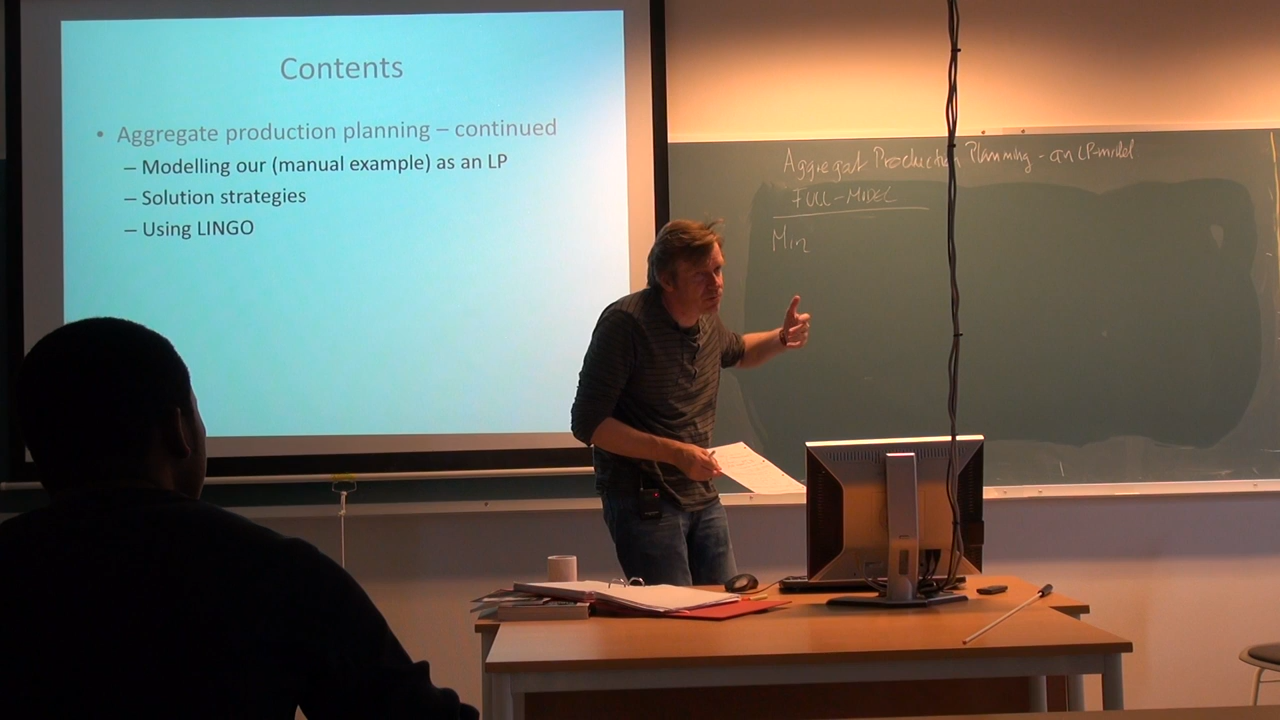 Contents
• Aggregate production planning – continued
– Modelling our (manual example) as an LP
– Solution strategies
– Using LINGO
Aggregat Production Planning - an LP-model
FULL-MODEL
Min